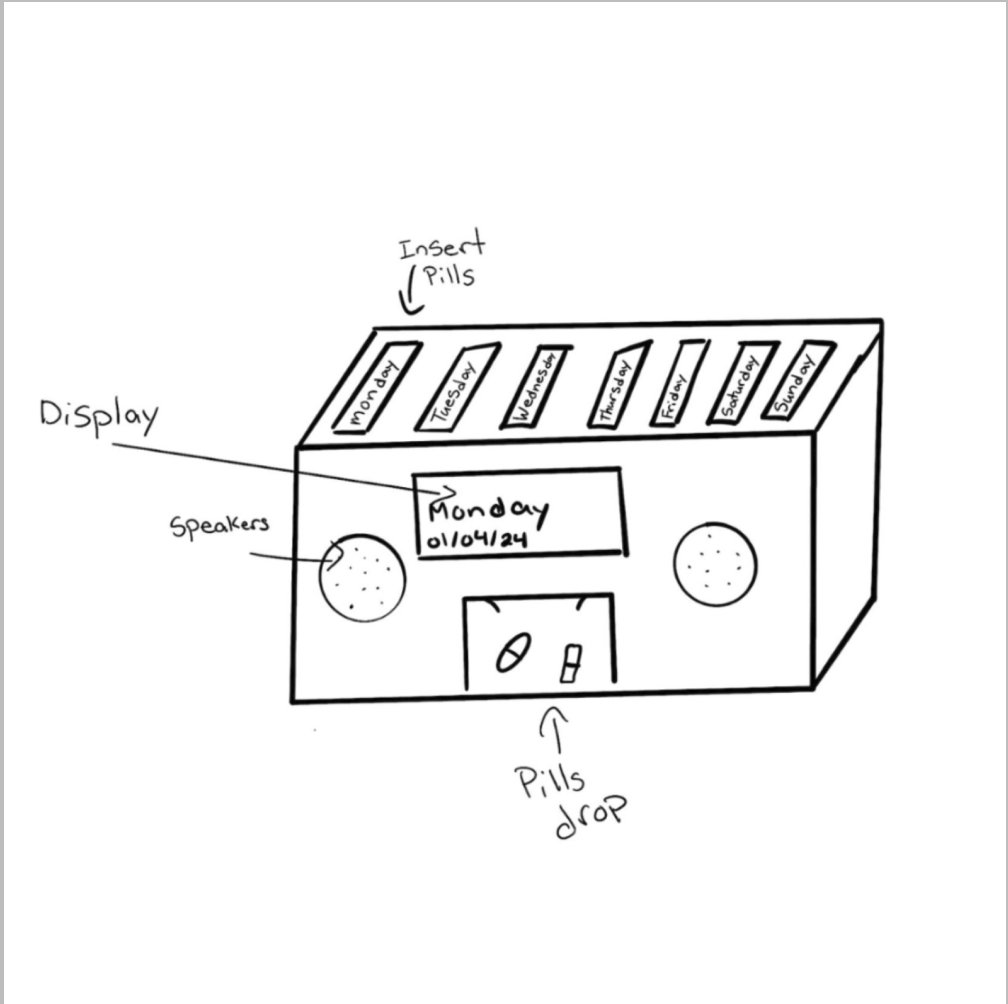 Insert
Pills
monday
Tuesday
Wednesday
Thursday
Friday
Saturday
Sunday
Display
Monday
01/04/24
Speakers
Pills
drop